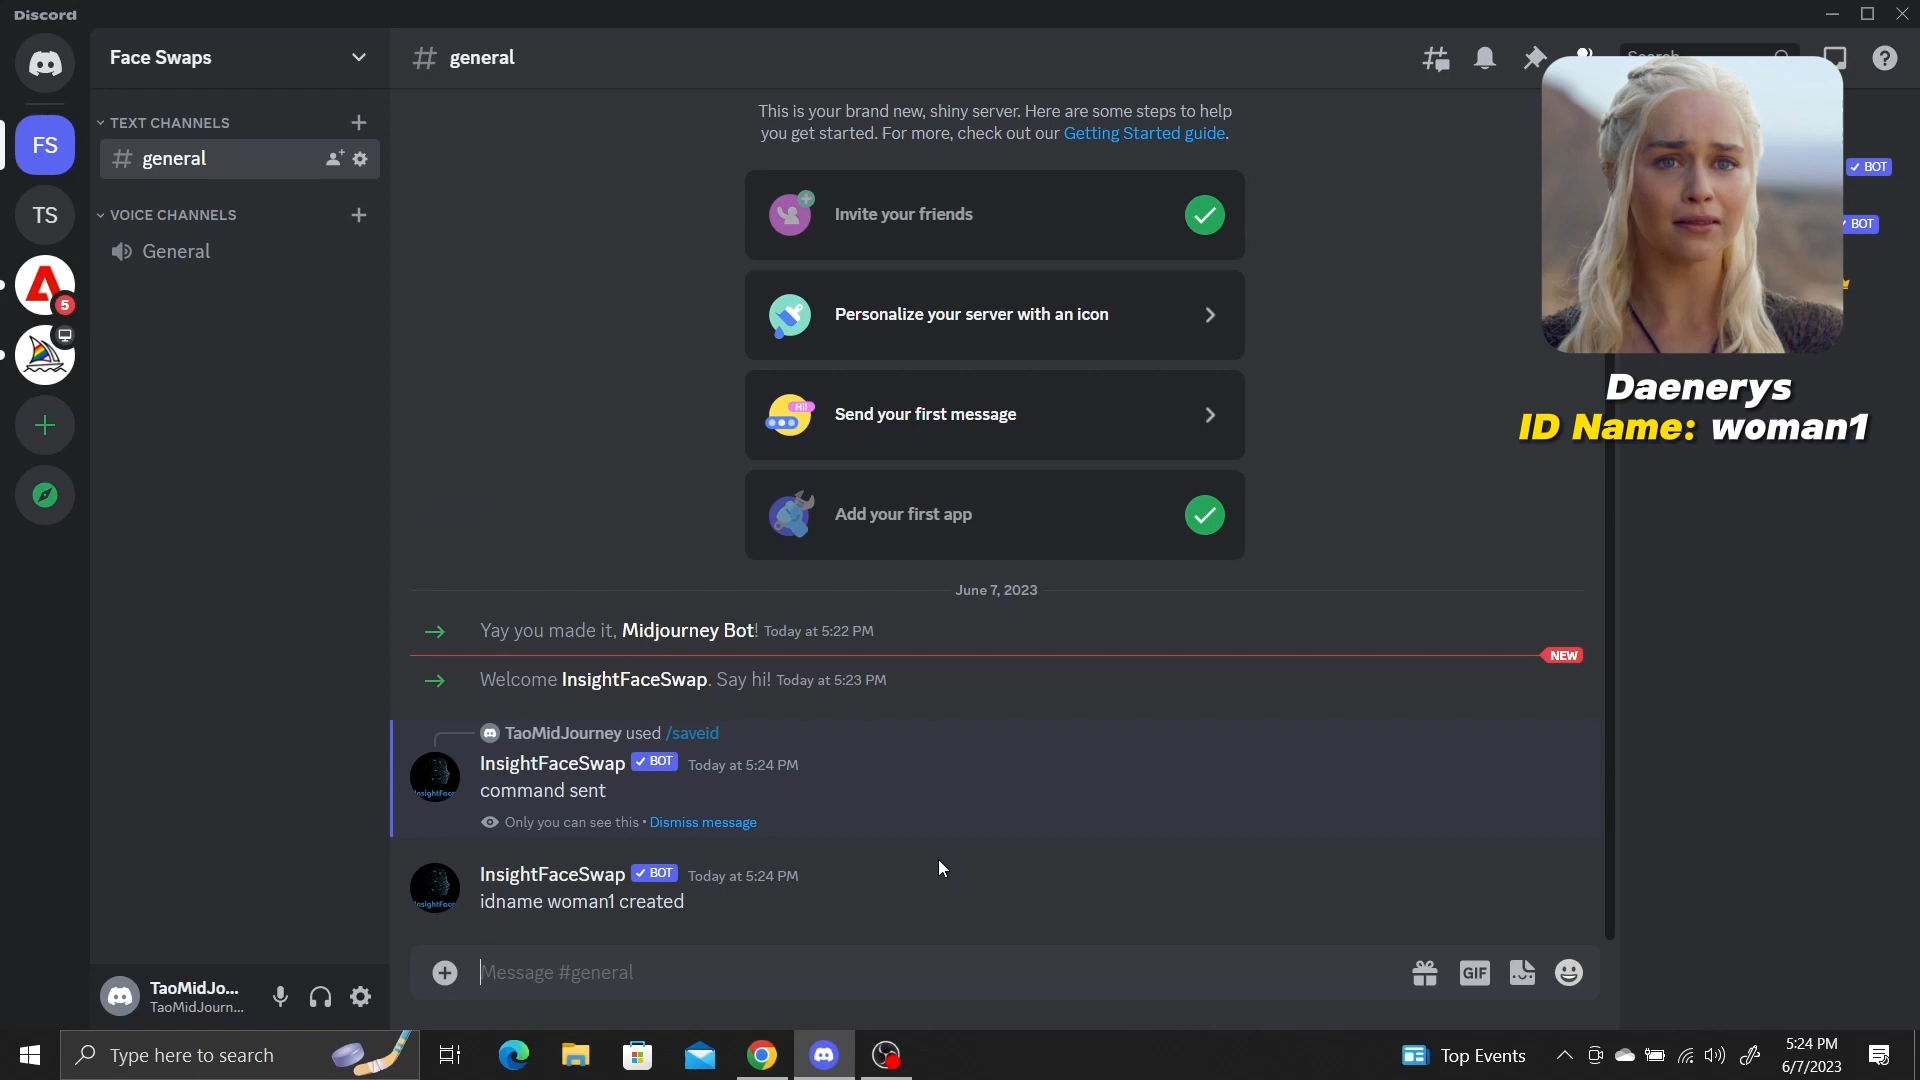 Discord
Face Swaps
general
Search
This is your brand new, shiny server. Here are some steps to help
you get started. For more, check out our Getting Started guide.
TEXT CHANNELS
general
VOICE CHANNELS
General
FS
TS
5
Invite your friends
Personalize your server with an icon
Hi!
Send your first message
Add your first app
BOT
BOT
Daenerys
ID Name: woman1
June 7, 2023
Yay you made it, Midjourney Bot! Today at 5:22 PM
NEW
Welcome InsightFaceSwap. Say hi! Today at 5:23 PM
TaoMidJourney used /saveid
InsightFaceSwap BOT Today at 5:24 PM
command sent
Only you can see this • Dismiss message
InsightFaceSwap BOT Today at 5:24 PM
idname woman1 created
Message #general
GIF
TaoMidJo...
TaoMidJourn...
Type here to search
Top Events
5:24 PM
6/7/2023